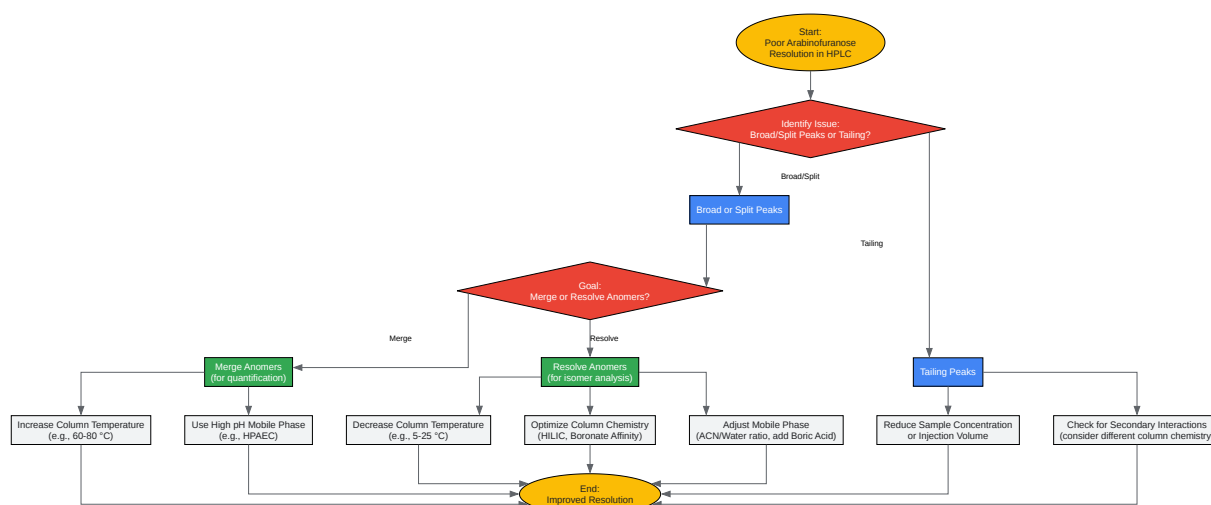 Start:
Poor Arabinofuranose
Resolution in HPLC
Identify Issue:
Broad/Split Peaks or Tailing?
Broad/Split
Broad or Split Peaks
Tailing
Goal:
Merge or Resolve Anomers?
Merge
Resolve
Merge Anomers
(for quantification)
Resolve Anomers
(for isomer analysis)
Tailing Peaks
Increase Column Temperature
(e.g., 60-80 °C)
Use High pH Mobile Phase
(e.g., HPAEC)
Decrease Column Temperature
(e.g., 5-25 °C)
Optimize Column Chemistry
(HILIC, Boronate Affinity)
Adjust Mobile Phase
(ACN/Water ratio, add Boric Acid)
Reduce Sample Concentration
or Injection Volume
Check for Secondary Interactions
(consider different column chemistry)
End:
Improved Resolution